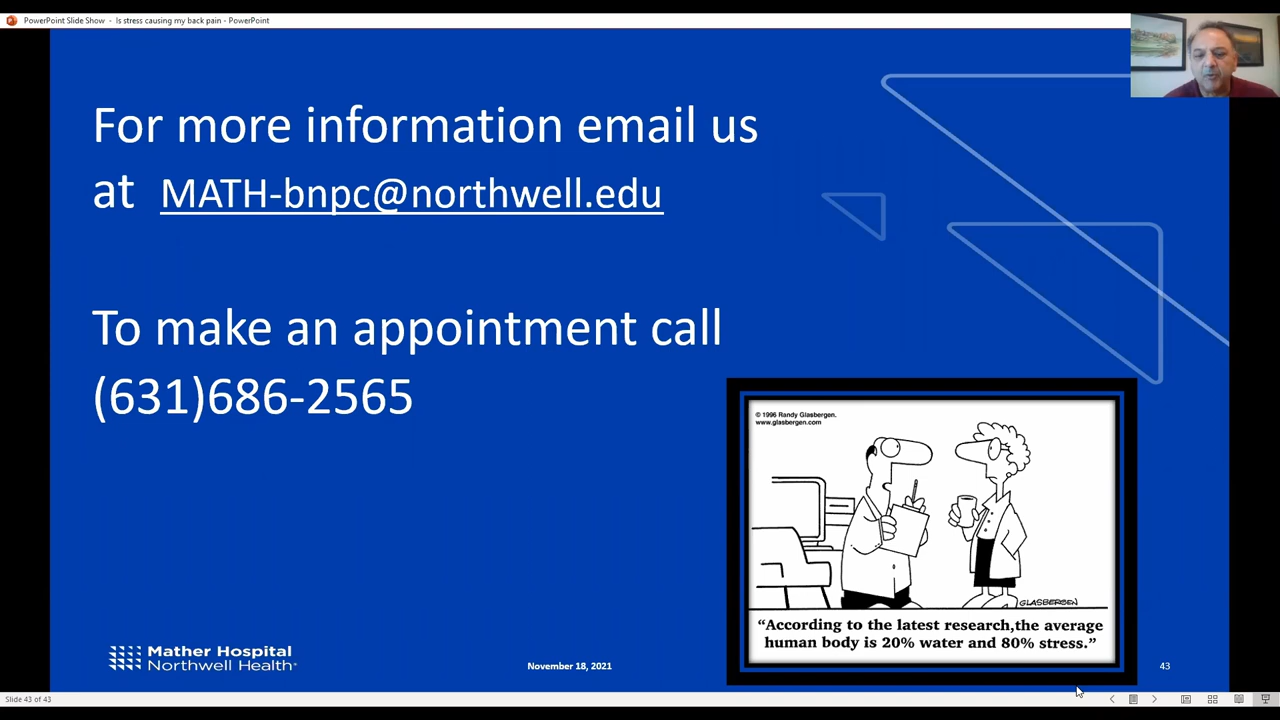 PowerPoint Slide Show - Is stress causing my back pain - PowerPoint
For more information email us
at MATH-bnpc@northwell.edu
To make an appointment call
(631)686-2565
© 1996 Randy Glasbergen.
www.glasbergen.com
GLASBERGEN
“According to the latest research,the average
human body is 20% water and 80% stress.”
Mather Hospital
Northwell Health
November 18, 2021
43
Slide 43 of 43